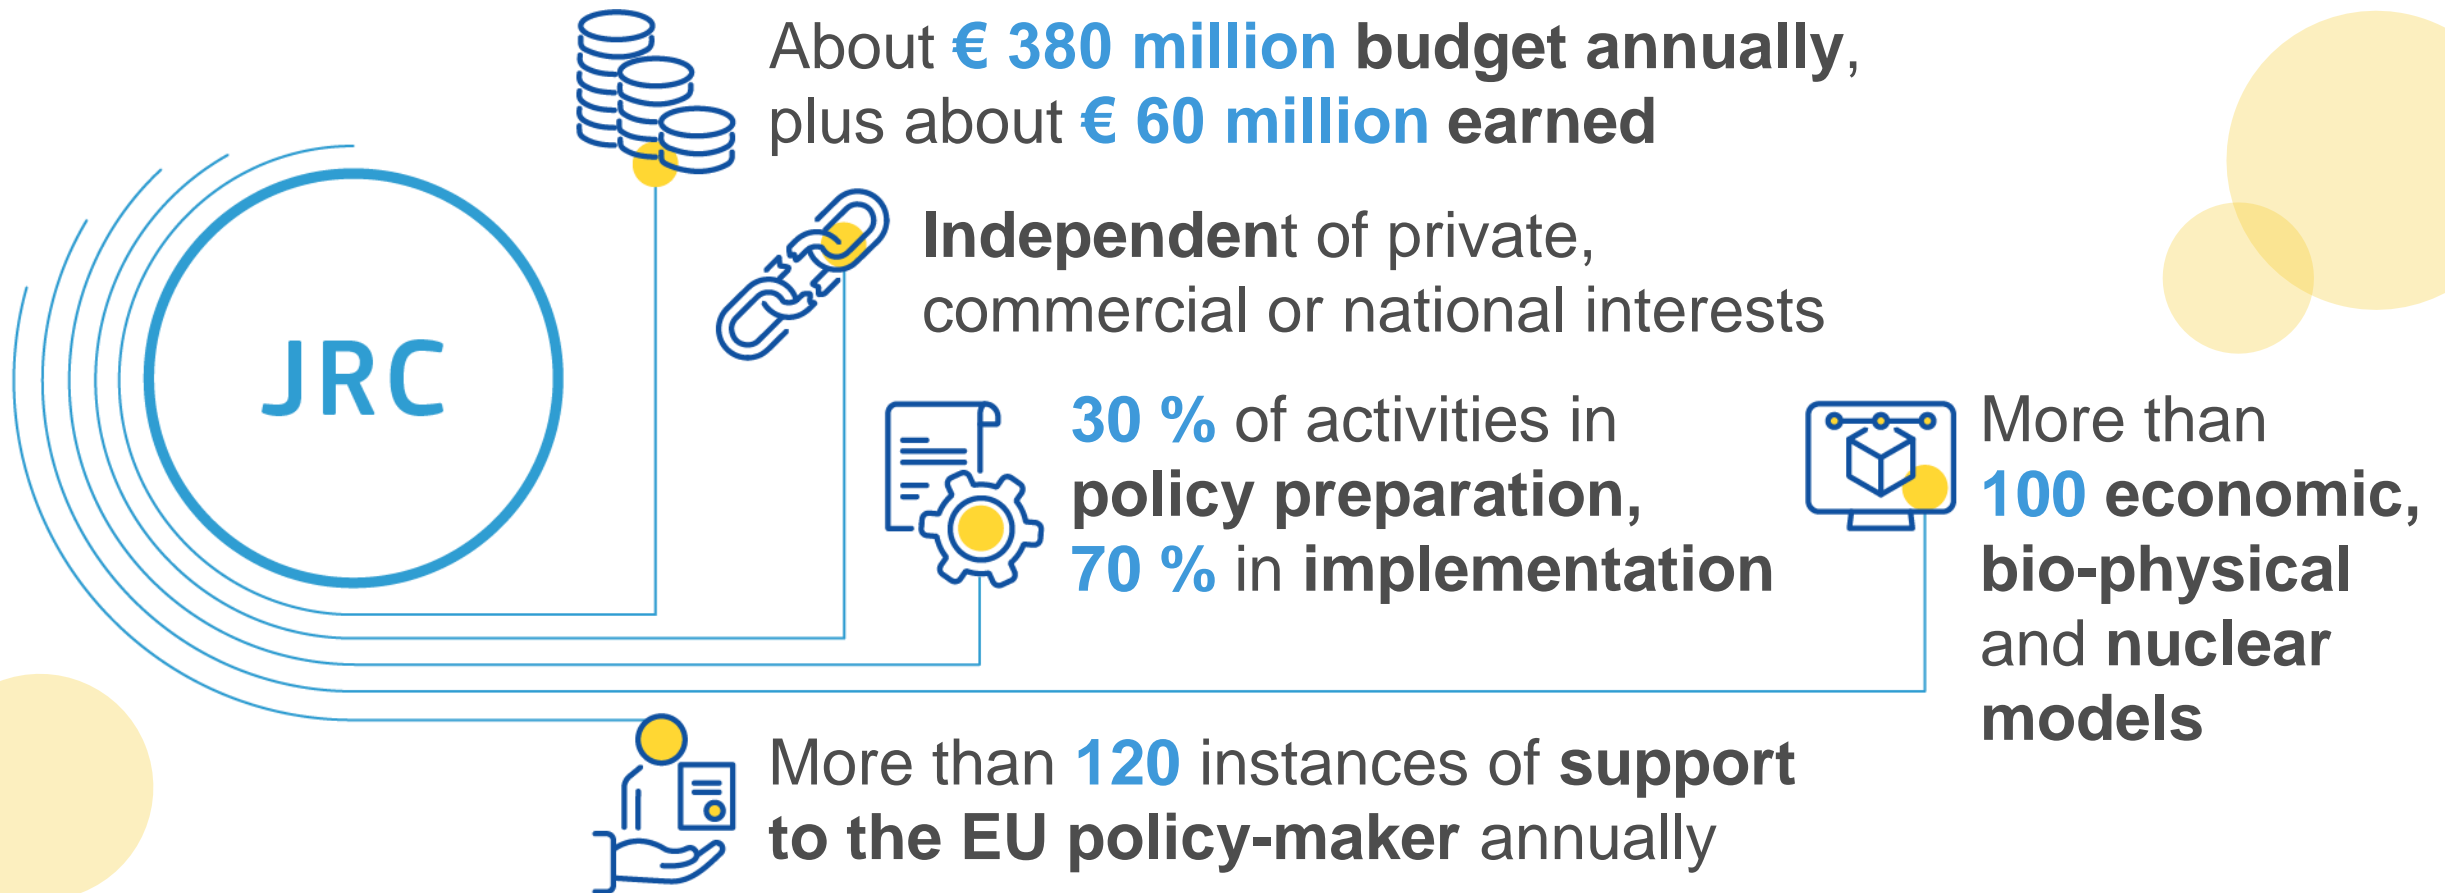 About € 380 million budget annually,
plus about € 60 million earned
Independent of private,
commercial or national interests
JRC
30 % of activities in
policy preparation,
70 % in implementation
More than
100 economic,
bio-physical
and nuclear
models
More than 120 instances of support
to the EU policy-maker annually